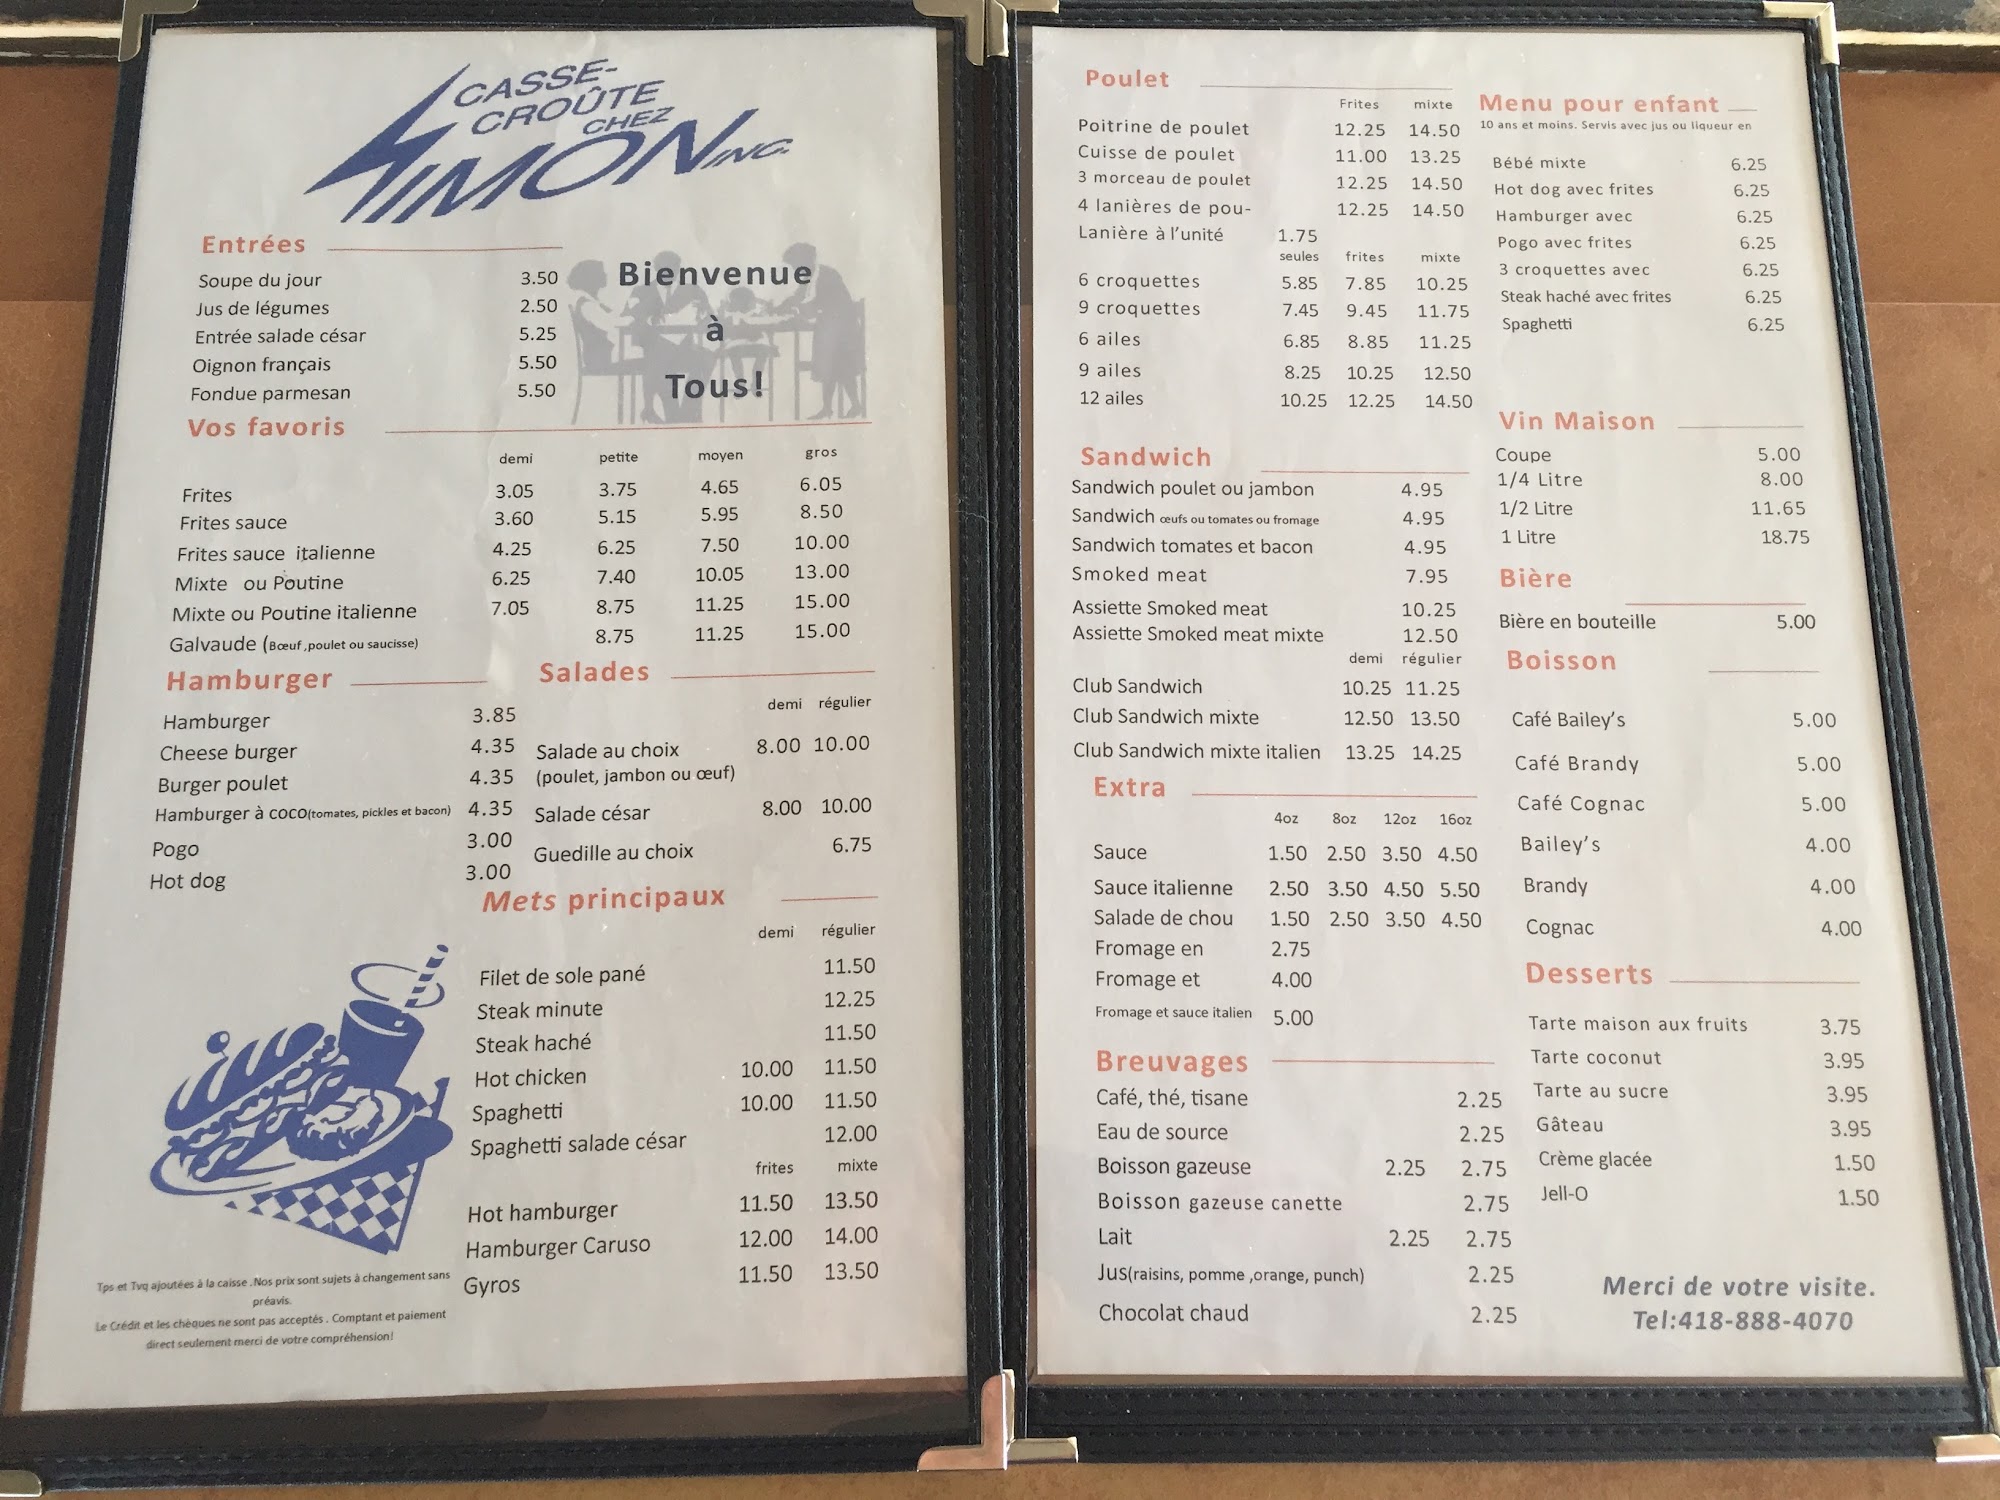 CASSE-
CROÛTE
CHEZ
SIMON INC.
Entrées
Soupe du jour 3.50
Jus de légumes 2.50
Entrée salade césar 5.25
Oignon français 5.50
Fondue parmesan 5.50
Bienvenue
à
Tous!
Vos favoris
demi petite moyen gros
Frites 3.05 3.75 4.65 6.05
Frites sauce 3.60 5.15 5.95 8.50
Frites sauce italienne 4.25 6.25 7.50 10.00
Mixte ou Poutine 6.25 7.40 10.05 13.00
Mixte ou Poutine italienne 7.05 8.75 11.25 15.00
Galvaude (Bœuf ,poulet ou saucisse) 8.75 11.25 15.00
Hamburger
Hamburger 3.85
Cheese burger 4.35
Burger poulet 4.35
Hamburger à coco(tomates, pickles et bacon) 4.35
Pogo 3.00
Hot dog 3.00
Salades
demi régulier
Salade au choix 8.00 10.00
(poulet, jambon ou œuf)
Salade césar 8.00 10.00
Guedille au choix 6.75
Mets principaux
demi régulier
Filet de sole pané 11.50
Steak minute 12.25
Steak haché 11.50
Hot chicken 10.00 11.50
Spaghetti 10.00 11.50
Spaghetti salade césar 12.00
frites mixte
Hot hamburger 11.50 13.50
Hamburger Caruso 12.00 14.00
Gyros 11.50 13.50
Tps et Tvq ajoutées à la caisse .Nos prix sont sujets à changement sans
préavis.
Le Crédit et les chèques ne sont pas acceptés . Comptant et paiement
direct seulement merci de votre compréhension!
Poulet
Frites mixte
Poitrine de poulet 12.25 14.50
Cuisse de poulet 11.00 13.25
3 morceau de poulet 12.25 14.50
4 lanières de pou- 12.25 14.50
Lanière à l'unité 1.75
seules frites mixte
6 croquettes 5.85 7.85 10.25
9 croquettes 7.45 9.45 11.75
6 ailes 6.85 8.85 11.25
9 ailes 8.25 10.25 12.50
12 ailes 10.25 12.25 14.50
Sandwich
Sandwich poulet ou jambon 4.95
Sandwich œufs ou tomates ou fromage 4.95
Sandwich tomates et bacon 4.95
Smoked meat 7.95
Assiette Smoked meat 10.25
Assiette Smoked meat mixte 12.50
demi régulier
Club Sandwich 10.25 11.25
Club Sandwich mixte 12.50 13.50
Club Sandwich mixte italien 13.25 14.25
Extra
4oz 8oz 12oz 16oz
Sauce 1.50 2.50 3.50 4.50
Sauce italienne 2.50 3.50 4.50 5.50
Salade de chou 1.50 2.50 3.50 4.50
Fromage en 2.75
Fromage et 4.00
Fromage et sauce italien 5.00
Breuvages
Café, thé, tisane 2.25
Eau de source 2.25
Boisson gazeuse 2.25 2.75
Boisson gazeuse canette 2.75
Lait 2.25 2.75
Jus(raisins, pomme ,orange, punch) 2.25
Chocolat chaud 2.25
Menu pour enfant
10 ans et moins. Servis avec jus ou liqueur en
Bébé mixte 6.25
Hot dog avec frites 6.25
Hamburger avec 6.25
Pogo avec frites 6.25
3 croquettes avec 6.25
Steak haché avec frites 6.25
Spaghetti 6.25
Vin Maison
Coupe 5.00
1/4 Litre 8.00
1/2 Litre 11.65
1 Litre 18.75
Bière
Bière en bouteille 5.00
Boisson
Café Bailey's 5.00
Café Brandy 5.00
Café Cognac 5.00
Bailey's 4.00
Brandy 4.00
Cognac 4.00
Desserts
Tarte maison aux fruits 3.75
Tarte coconut 3.95
Tarte au sucre 3.95
Gâteau 3.95
Crème glacée 1.50
Jell-O 1.50
Merci de votre visite.
Tel:418-888-4070